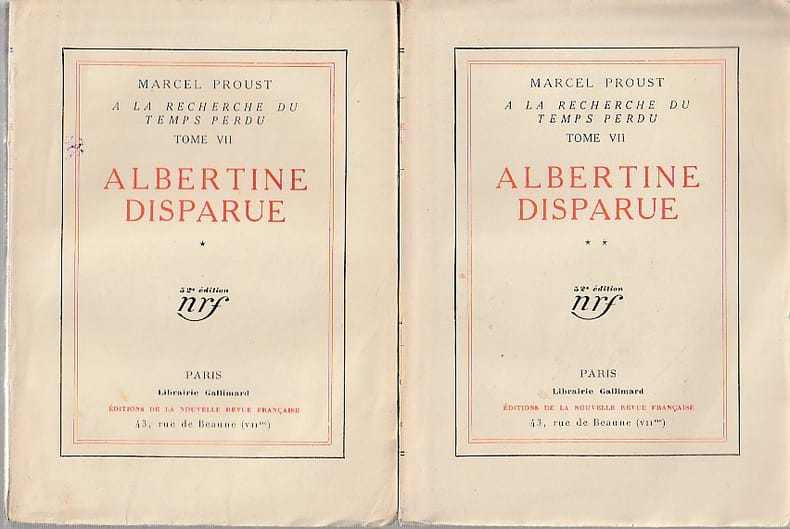 MARCEL PROUST
A LA RECHERCHE DU
TEMPS PERDU
TOME VII
ALBERTINE
DISPARUE
*
52e édition
nrf
PARIS
Librairie Gallimard
ÉDITIONS DE LA NOUVELLE REVUE FRANÇAISE
43, rue de Beaune (VIIme)
MARCEL PROUST
A LA RECHERCHE DU
TEMPS PERDU
TOME VII
ALBERTINE
DISPARUE
* *
52e édition
nrf
PARIS
Librairie Gallimard
ÉDITIONS DE LA NOUVELLE REVUE FRANÇAISE
43, rue de Beaune (VIIme)